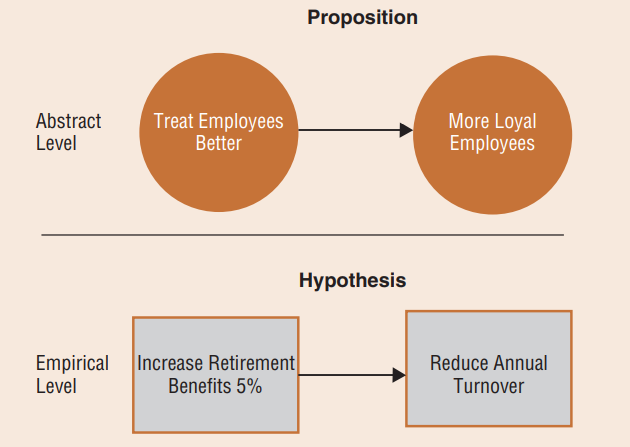 Proposition
Abstract
Level
Treat Employees
Better
More Loyal
Employees
Hypothesis
Empirical
Level
Increase Retirement
Benefits 5%
Reduce Annual
Turnover